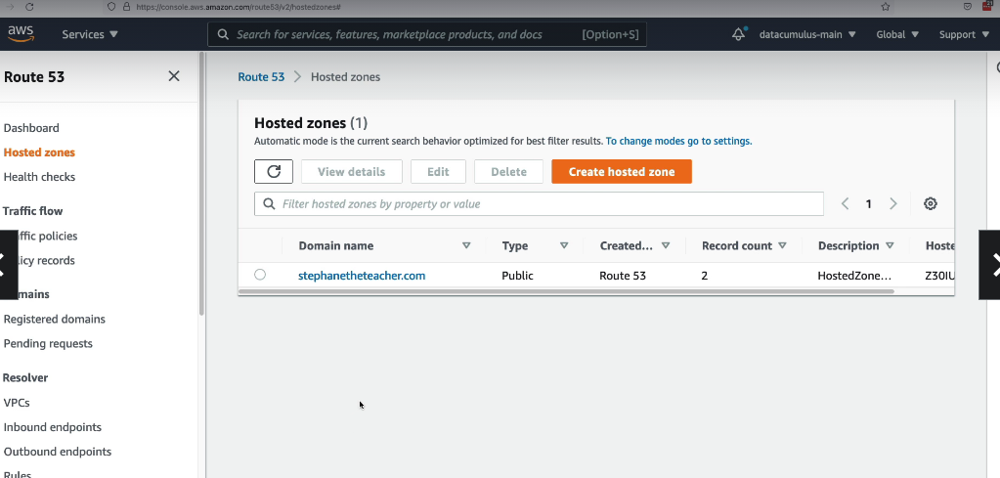 https://console.aws.amazon.com/route53/v2/hostedzones#
aws
Services
Search for services, features, marketplace products, and docs [Option+S]
datacumulus-main
Global
Support
Route 53
Dashboard
Hosted zones
Health checks
Traffic flow
ffic policies
icy records
mains
Registered domains
Pending requests
Resolver
VPCs
Inbound endpoints
Outbound endpoints
Rules
Route 53 > Hosted zones
Hosted zones (1)
Automatic mode is the current search behavior optimized for best filter results. To change modes go to settings.
View details
Edit
Delete
Create hosted zone
Filter hosted zones by property or value
1
Domain name Type Created... Record count Description Hoste
stephanetheteacher.com Public Route 53 2 HostedZone... Z30IU